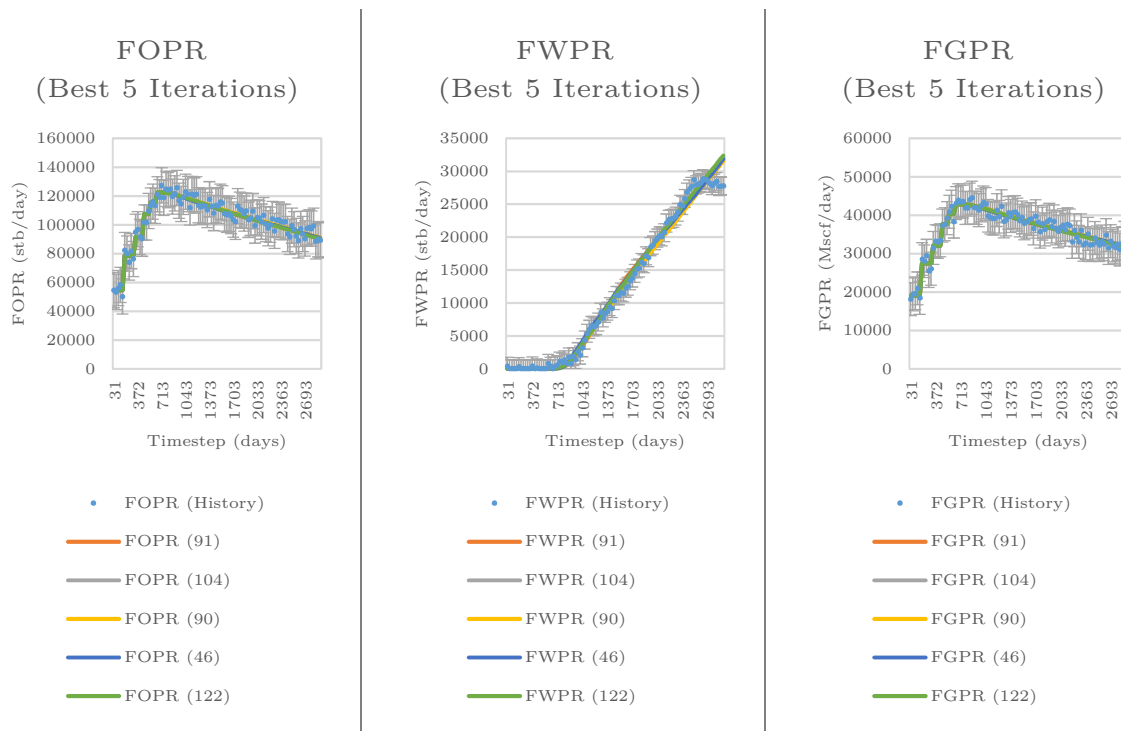 FOPR
(Best 5 Iterations)
160000
140000
120000
100000
80000
60000
40000
20000
0
FOPR (stb/day)
31
372
713
1043
1373
1703
2033
2363
2693
Timestep (days)
FOPR (History)
FOPR (91)
FOPR (104)
FOPR (90)
FOPR (46)
FOPR (122)
FWPR
(Best 5 Iterations)
35000
30000
25000
20000
15000
10000
5000
0
FWPR (stb/day)
31
372
713
1043
1373
1703
2033
2363
2693
Timestep (days)
FWPR (History)
FWPR (91)
FWPR (104)
FWPR (90)
FWPR (46)
FWPR (122)
FGPR
(Best 5 Iterations)
60000
50000
40000
30000
20000
10000
0
FGPR (Mscf/day)
31
372
713
1043
1373
1703
2033
2363
2693
Timestep (days)
FGPR (History)
FGPR (91)
FGPR (104)
FGPR (90)
FGPR (46)
FGPR (122)